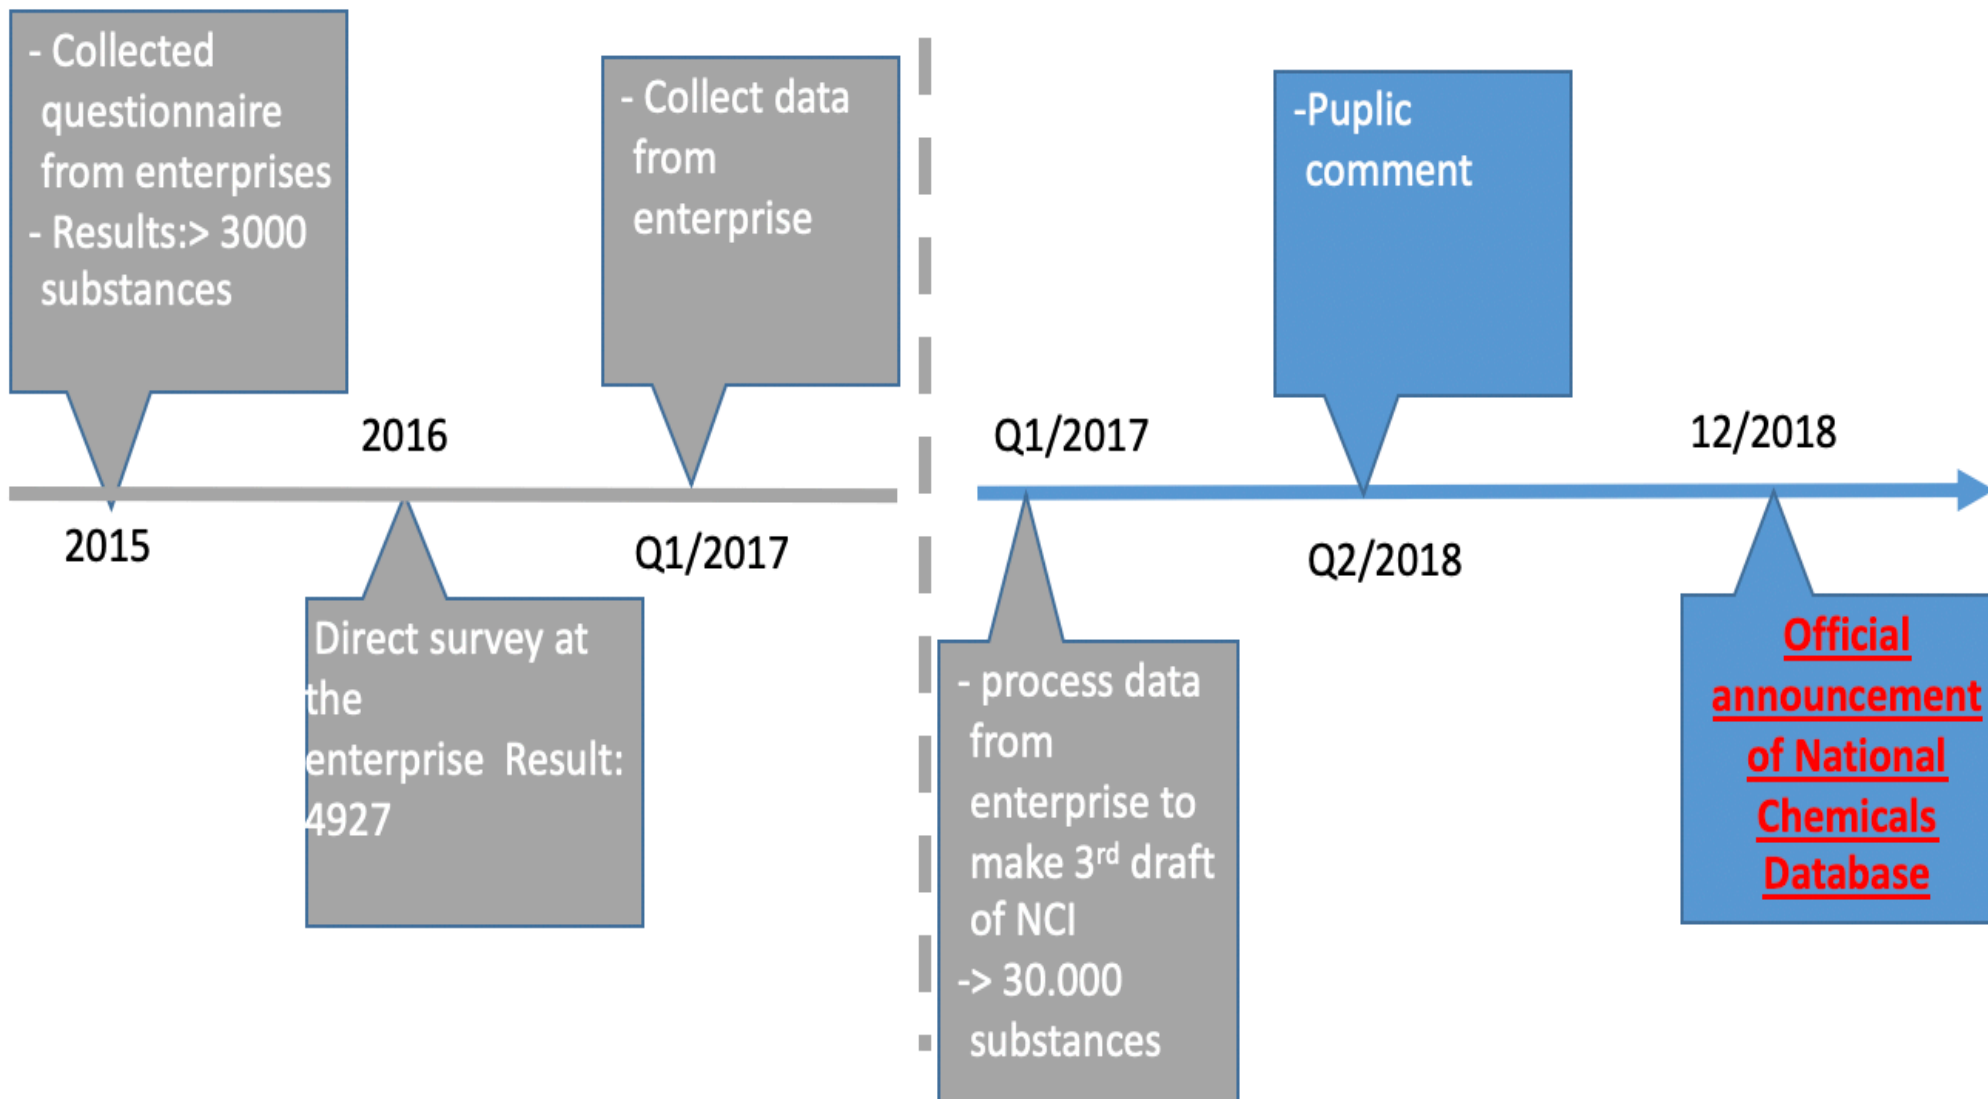 - Collected
questionnaire
from enterprises
- Results:> 3000
substances
2015
2016
Direct survey at
the
enterprise Result:
4927
- Collect data
from
enterprise
Q1/2017
Q1/2017
- process data
from
enterprise to
make 3rd draft
of NCI
-> 30.000
substances
-Puplic
comment
Q2/2018
12/2018
Official
announcement
of National
Chemicals
Database